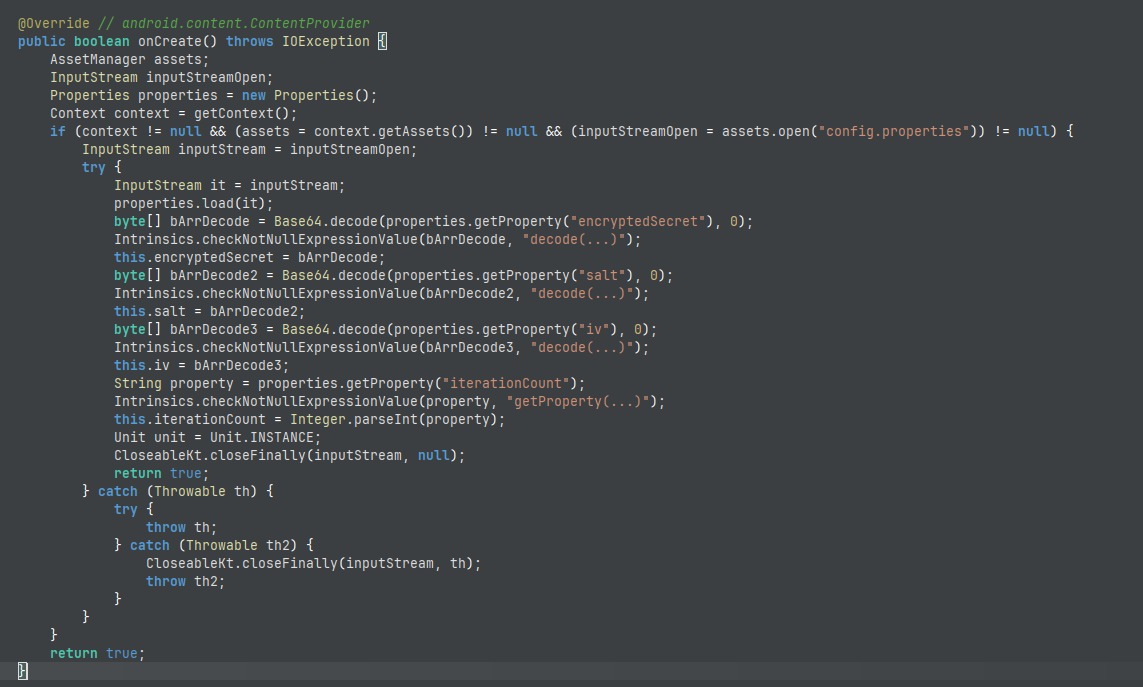 @Override // android.content.ContentProvider
public boolean onCreate() throws IOException {
    AssetManager assets;
    InputStream inputStreamOpen;
    Properties properties = new Properties();
    Context context = getContext();
    if (context != null && (assets = context.getAssets()) != null && (inputStreamOpen = assets.open("config.properties")) != null) {
        InputStream inputStream = inputStreamOpen;
        try {
            InputStream it = inputStream;
            properties.load(it);
            byte[] bArrDecode = Base64.decode(properties.getProperty("encryptedSecret"), 0);
            Intrinsics.checkNotNullExpressionValue(bArrDecode, "decode(...)");
            this.encryptedSecret = bArrDecode;
            byte[] bArrDecode2 = Base64.decode(properties.getProperty("salt"), 0);
            Intrinsics.checkNotNullExpressionValue(bArrDecode2, "decode(...)");
            this.salt = bArrDecode2;
            byte[] bArrDecode3 = Base64.decode(properties.getProperty("iv"), 0);
            Intrinsics.checkNotNullExpressionValue(bArrDecode3, "decode(...)");
            this.iv = bArrDecode3;
            String property = properties.getProperty("iterationCount");
            Intrinsics.checkNotNullExpressionValue(property, "getProperty(...)");
            this.iterationCount = Integer.parseInt(property);
            Unit unit = Unit.INSTANCE;
            CloseableKt.closeFinally(inputStream, null);
            return true;
        } catch (Throwable th) {
            try {
                throw th;
            } catch (Throwable th2) {
                CloseableKt.closeFinally(inputStream, th);
                throw th2;
            }
        }
    }
    return true;
}